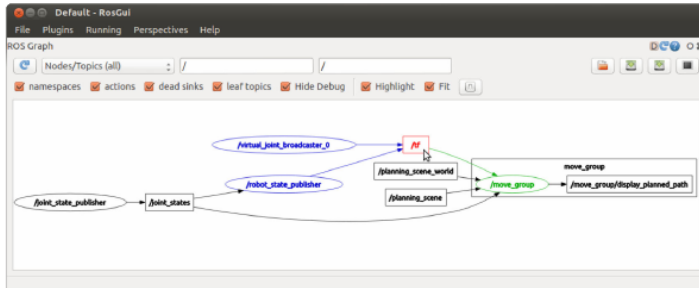 Default - RosGui
File Plugins Running Perspectives Help
ROS Graph
Nodes/Topics (all) / /
namespaces actions dead sinks leaf topics Hide Debug Highlight Fit
/virtual_joint_broadcaster_0
/tf
move_group
/planning_scene_world
/robot_state_publisher
/move_group
/move_group/display_planned_path
/planning_scene
/joint_state_publisher
/joint_states